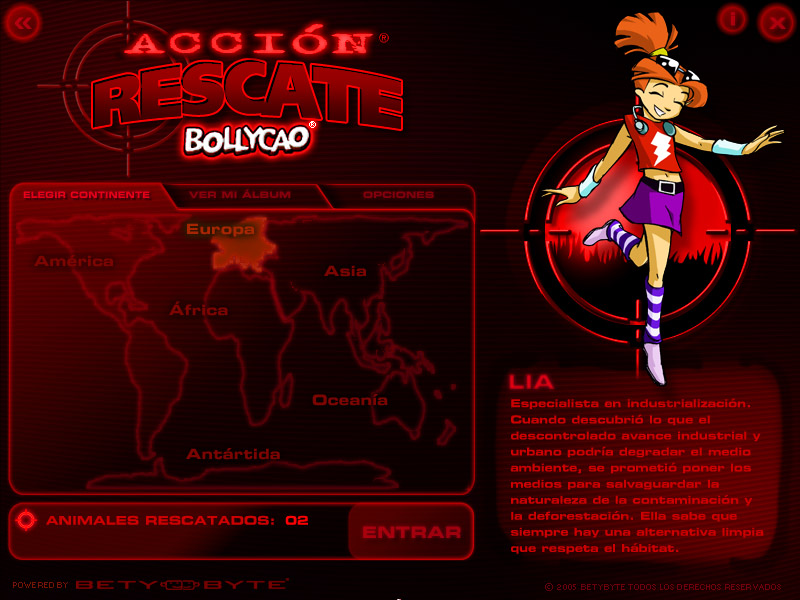 ACCIÓN®
RESCATE
BOLLYCAO®
ELEGIR CONTINENTE
VER MI ÁLBUM
OPCIONES
Europa
América
Asia
África
Oceanía
Antártida
ANIMALES RESCATADOS: 02
ENTRAR
LIA
Especialista en industrialización.
Cuando descubrió lo que el
descontrolado avance industrial y
urbano podría degradar el medio
ambiente, se prometió poner los
medios para salvaguardar la
naturaleza de la contaminación y
la deforestación. Ella sabe que
siempre hay una alternativa limpia
que respeta el hábitat.
POWERED BY BETY BYTE
© 2005 BETYBYTE.TODOS LOS DERECHOS RESERVADOS.